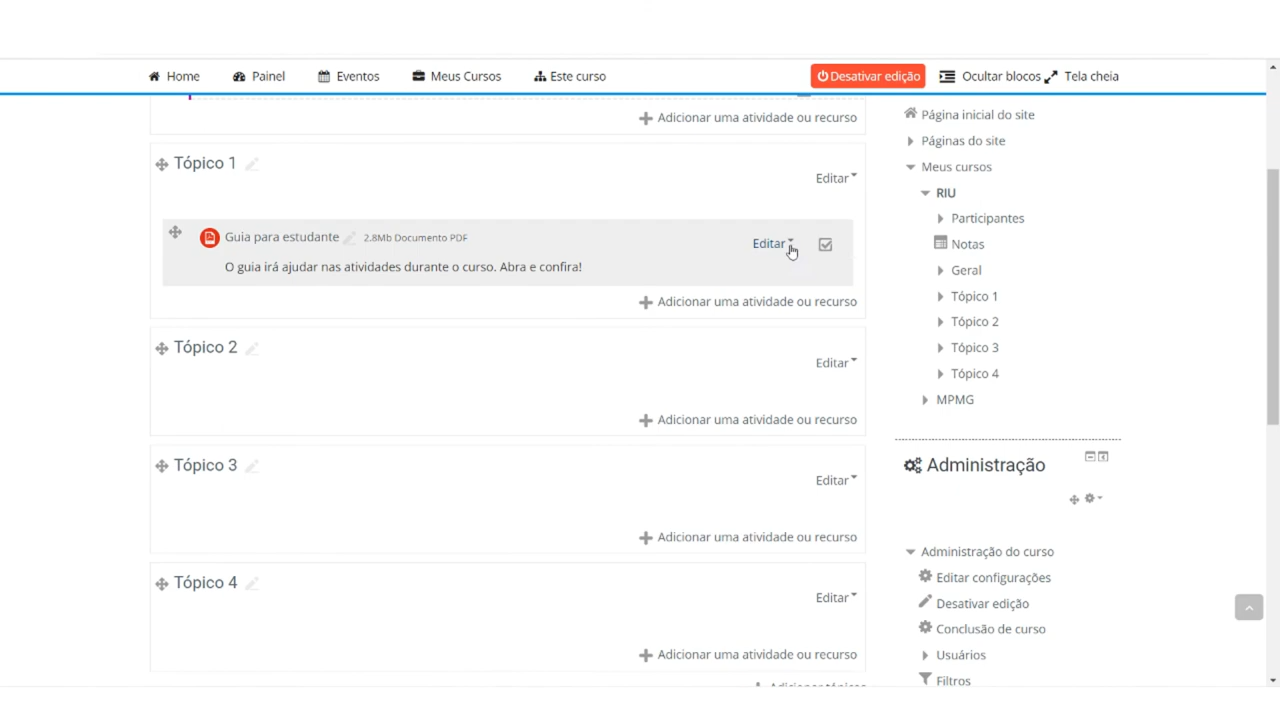 Home Painel Eventos Meus Cursos Este curso Desativar edição Ocultar blocos Tela cheia
Adicionar uma atividade ou recurso
Tópico 1
Editar
Guia para estudante 2.8Mb Documento PDF
Editar
O guia irá ajudar nas atividades durante o curso. Abra e confira!
Adicionar uma atividade ou recurso
Tópico 2
Editar
Adicionar uma atividade ou recurso
Tópico 3
Editar
Adicionar uma atividade ou recurso
Tópico 4
Editar
Adicionar uma atividade ou recurso
Adicionar tópicos
Página inicial do site
Páginas do site
Meus cursos
RIU
Participantes
Notas
Geral
Tópico 1
Tópico 2
Tópico 3
Tópico 4
MPMG
Administração
Administração do curso
Editar configurações
Desativar edição
Conclusão de curso
Usuários
Filtros